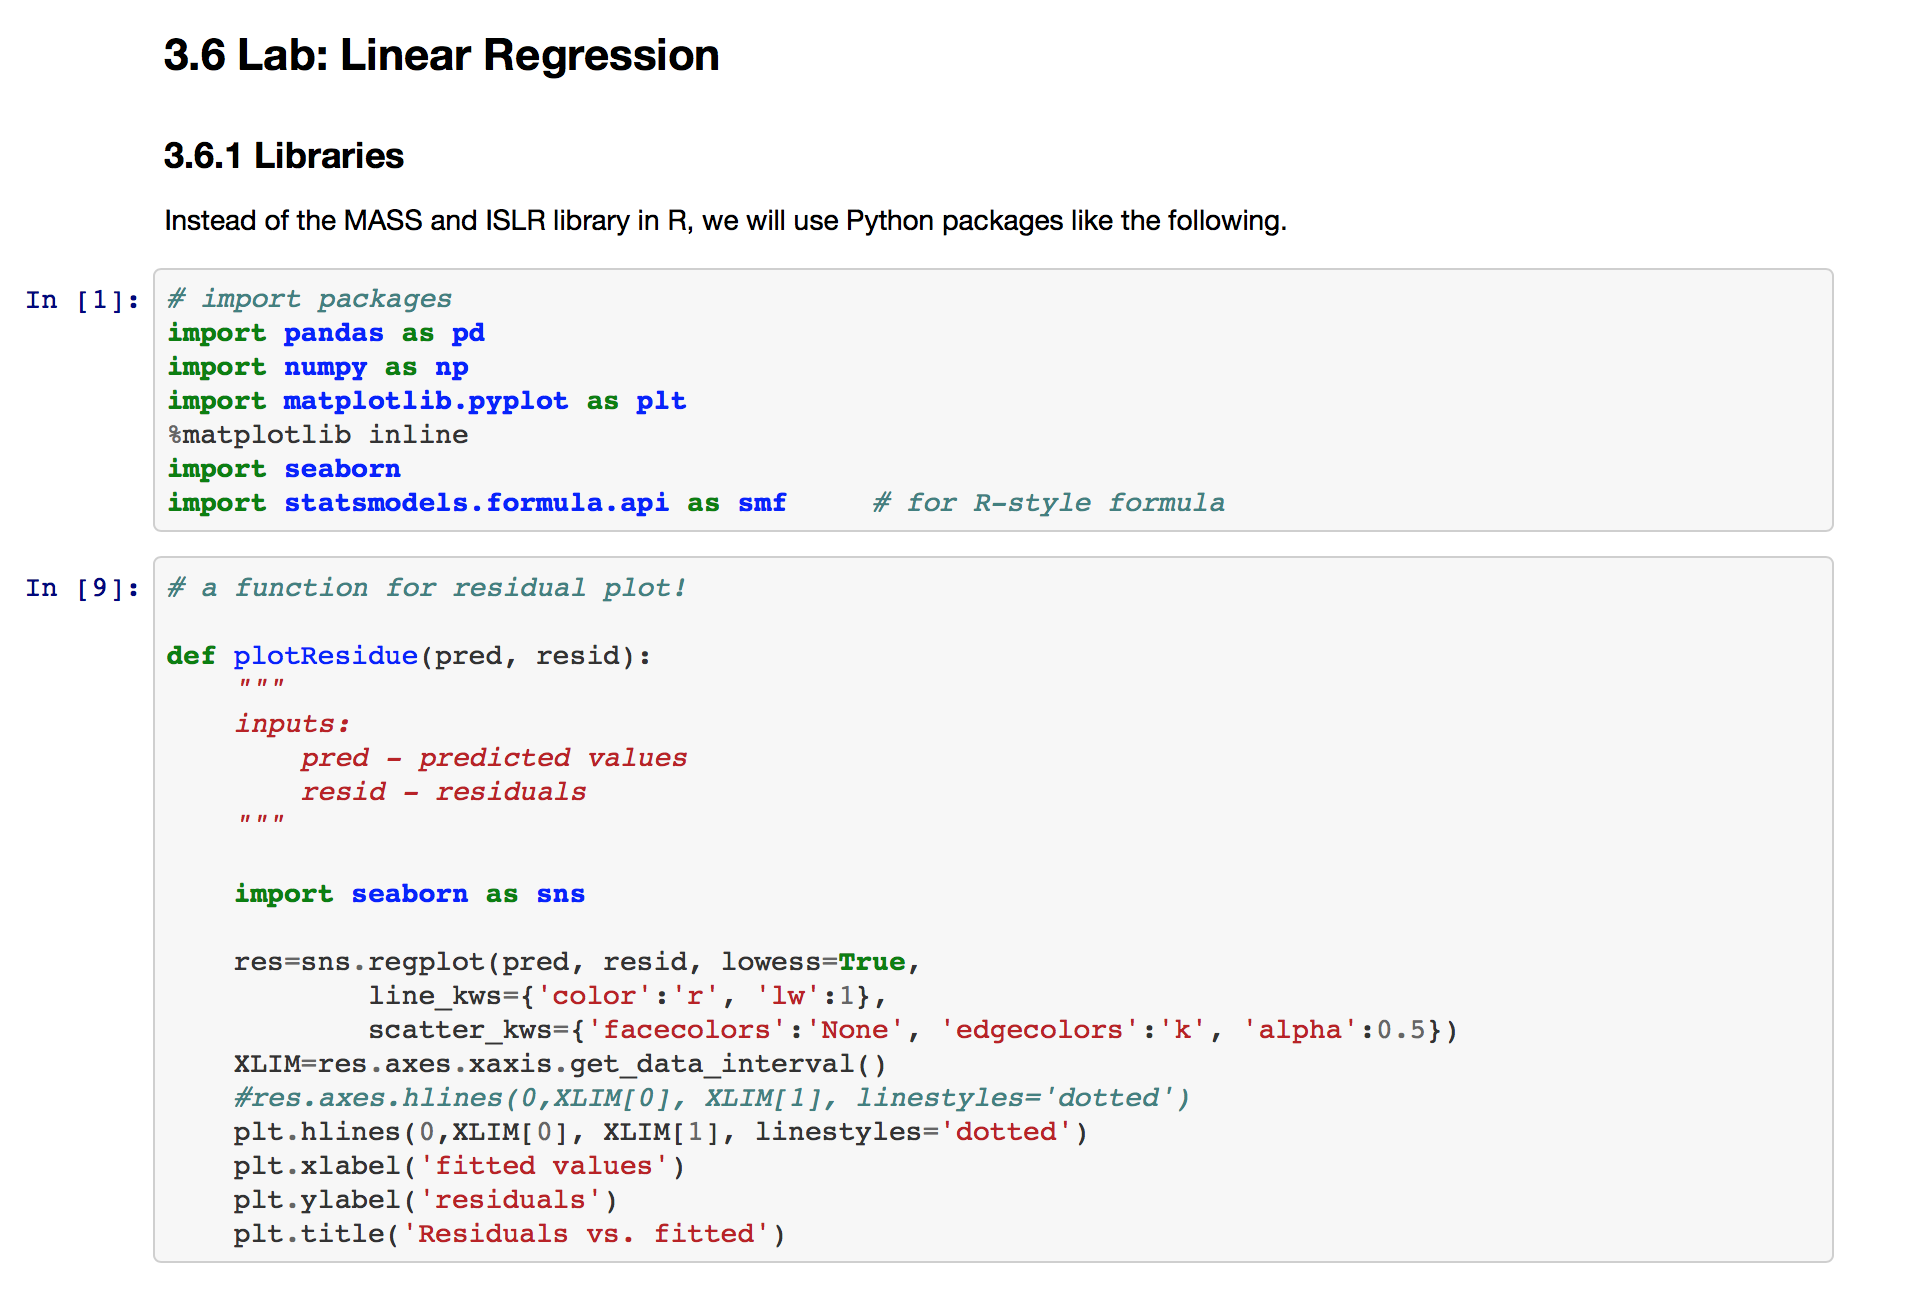 3.6 Lab: Linear Regression
3.6.1 Libraries
Instead of the MASS and ISLR library in R, we will use Python packages like the following.
In [1]:
# import packages
import pandas as pd
import numpy as np
import matplotlib.pyplot as plt
%matplotlib inline
import seaborn
import statsmodels.formula.api as smf     # for R-style formula
In [9]:
# a function for residual plot!
def plotResidue(pred, resid):
    """
    inputs:
        pred - predicted values
        resid - residuals
    """
    import seaborn as sns
    res=sns.regplot(pred, resid, lowess=True,
            line_kws={'color':'r', 'lw':1},
            scatter_kws={'facecolors':'None', 'edgecolors':'k', 'alpha':0.5})
    XLIM=res.axes.xaxis.get_data_interval()
    #res.axes.hlines(0,XLIM[0], XLIM[1], linestyles='dotted')
    plt.hlines(0,XLIM[0], XLIM[1], linestyles='dotted')
    plt.xlabel('fitted values')
    plt.ylabel('residuals')
    plt.title('Residuals vs. fitted')